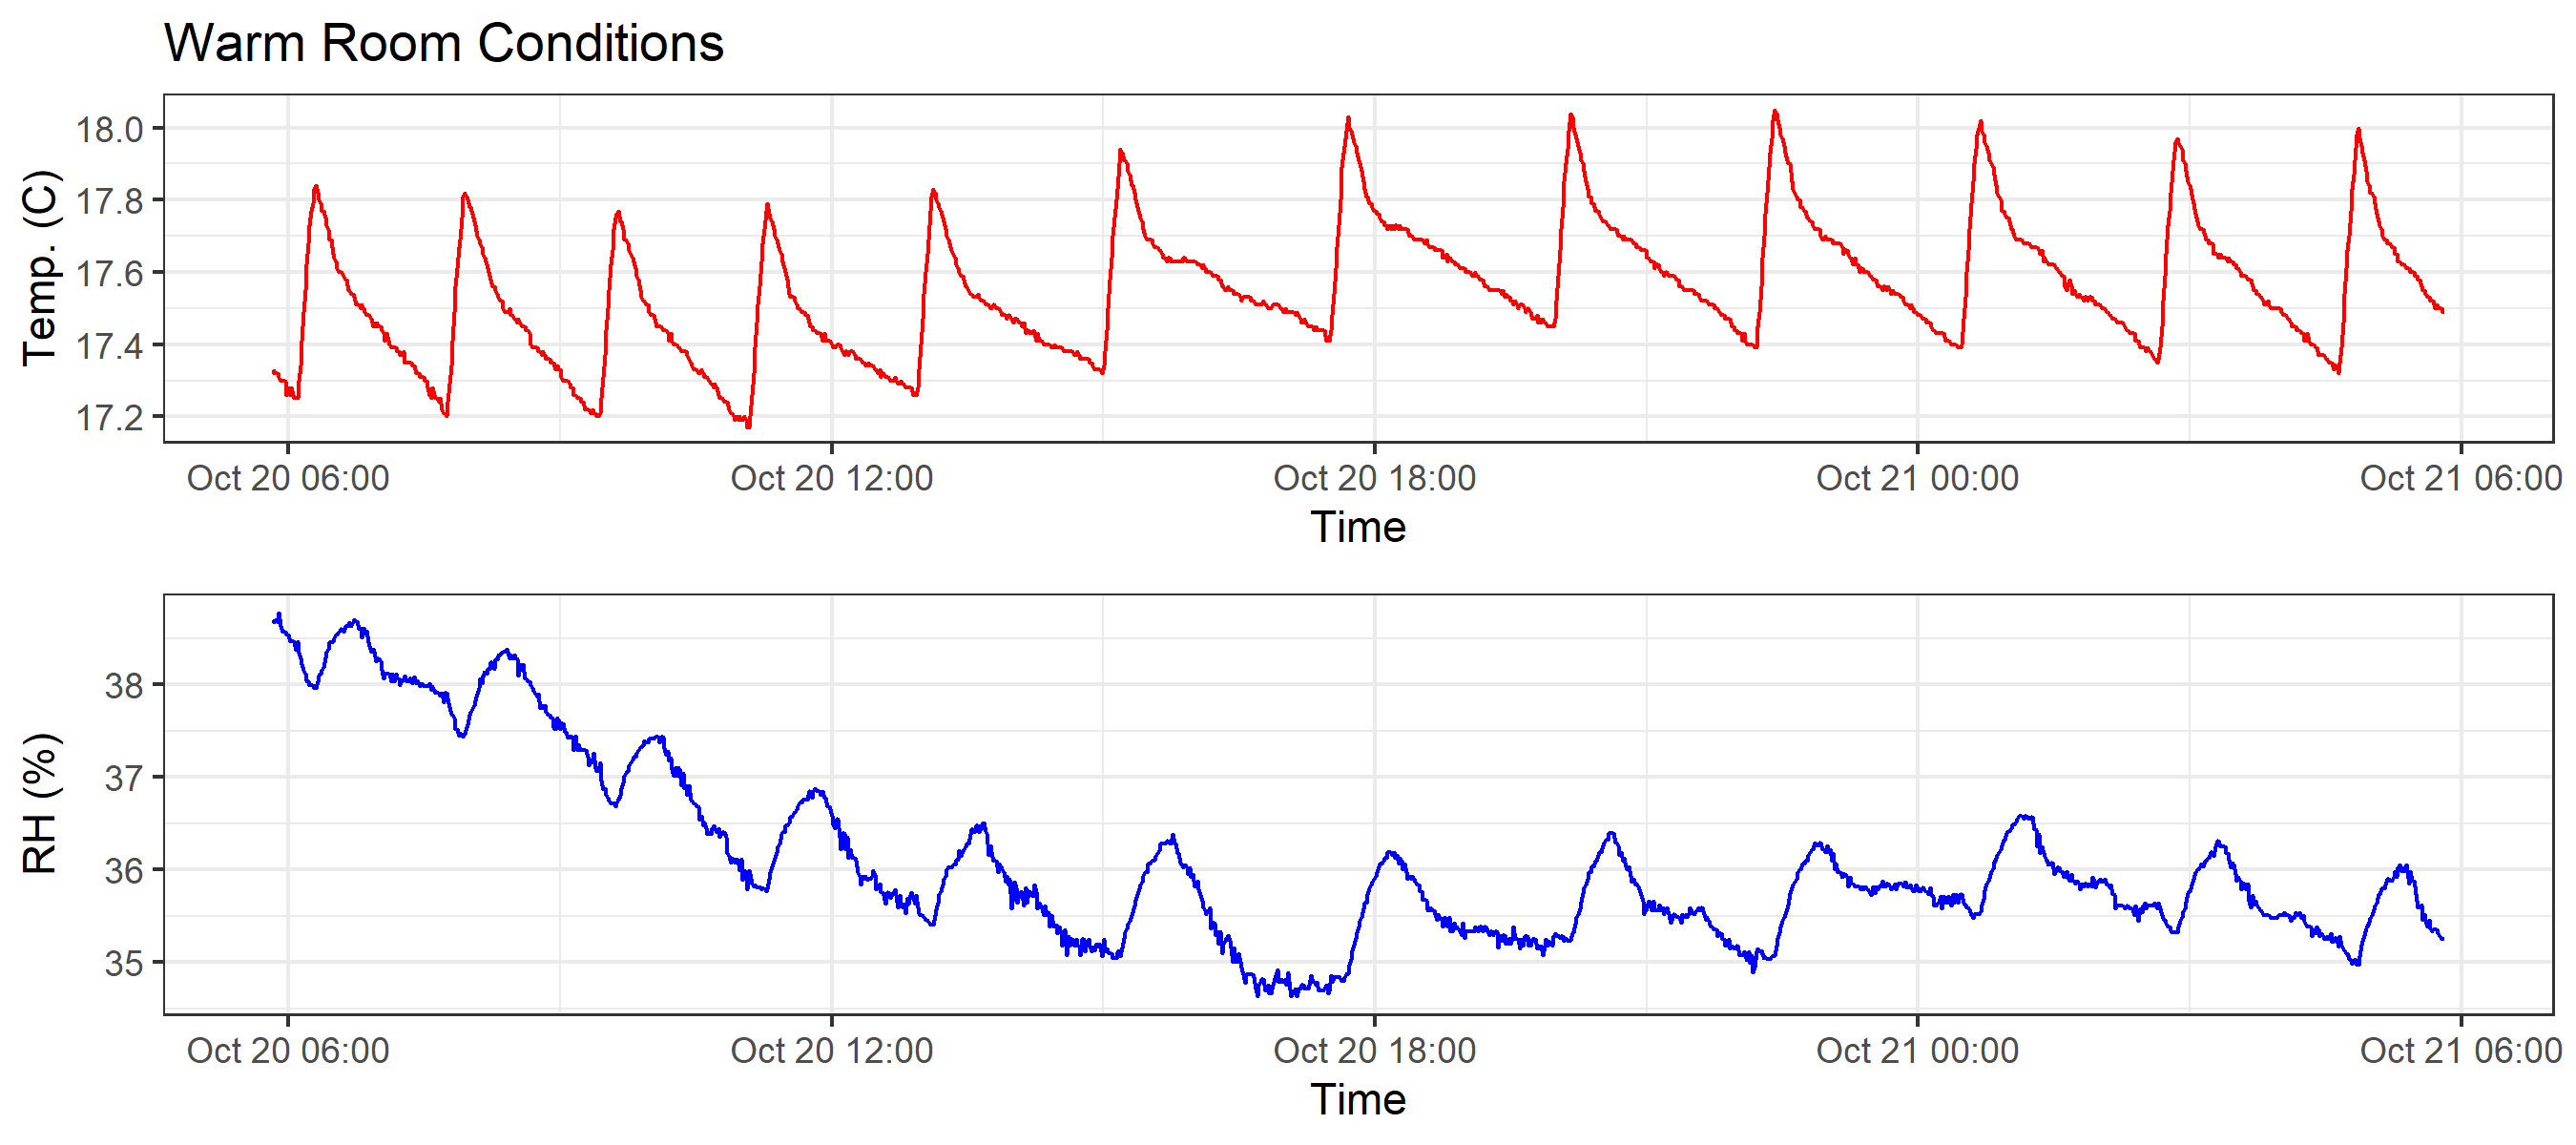 Warm Room Conditions
Temp. (C)
18.0
17.8
17.6
17.4
17.2
Oct 20 06:00 Oct 20 12:00 Oct 20 18:00 Oct 21 00:00 Oct 21 06:00
Time
RH (%)
38
37
36
35
Oct 20 06:00 Oct 20 12:00 Oct 20 18:00 Oct 21 00:00 Oct 21 06:00
Time